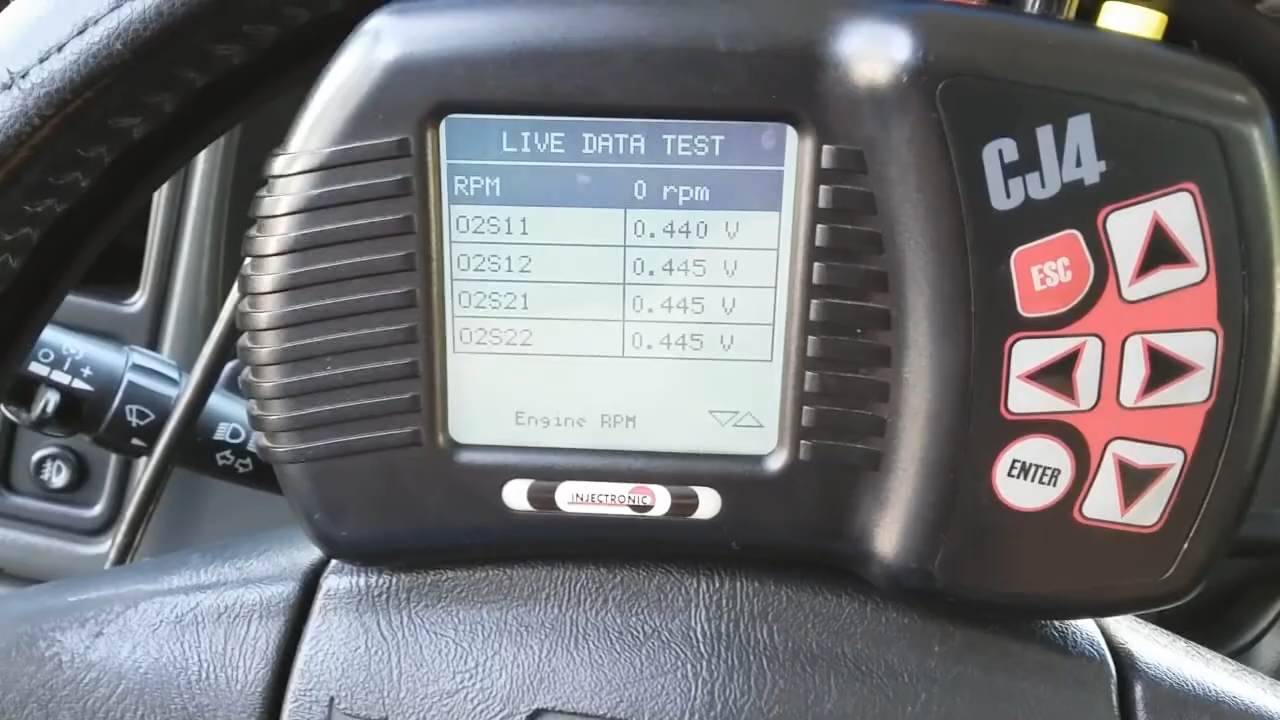 LIVE DATA TEST
RPM 0 rpm
O2S11 0.440 V
O2S12 0.445 V
O2S21 0.445 V
O2S22 0.445 V
Engine RPM
INJECTRONIC
CJ4
ESC
ENTER